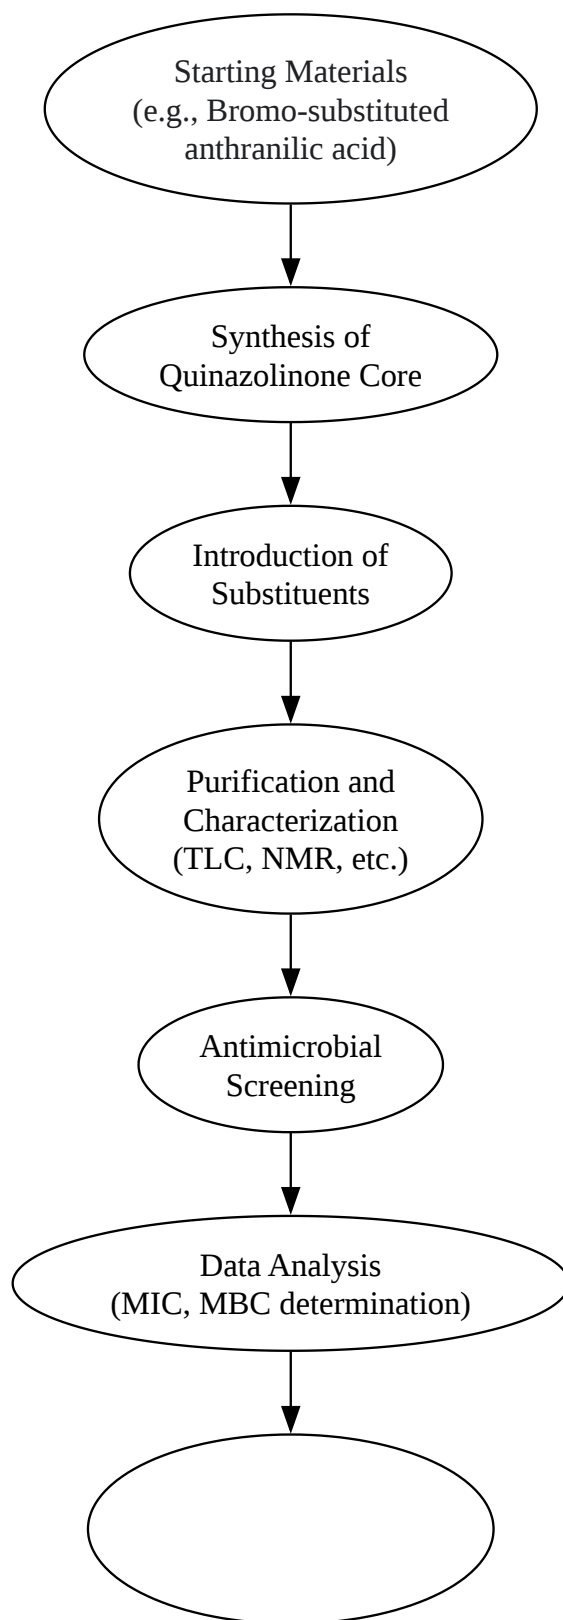 Starting Materials
(e.g., Bromo-substituted
anthranilic acid)
Synthesis of
Quinazolinone Core
Introduction of
Substituents
Purification and
Characterization
(TLC, NMR, etc.)
Antimicrobial
Screening
Data Analysis
(MIC, MBC determination)